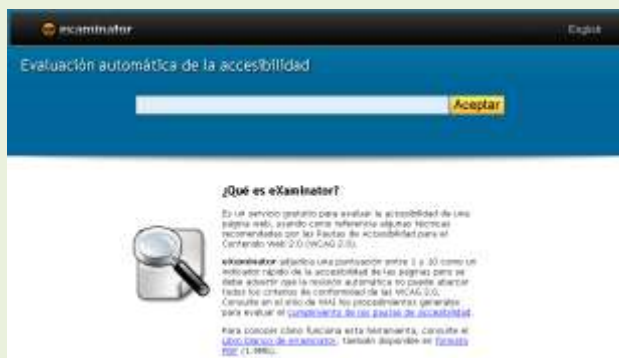 examinator
English
Evaluación automática de la accesibilidad
Aceptar
¿Qué es eXaminator?
Es un servicio gratuito para evaluar la accesibilidad de una
página web, usando como referencia algunas técnicas
recomendadas por las Pautas de Accesibilidad para el
Contenido Web 2.0 (WCAG 2.0).
eXaminator adjudica una puntuación entre 1 y 10 como un
indicador rápido de la accesibilidad de las páginas pero se
debe advertir que la revisión automática no puede abarcar
todos los criterios de conformidad de las WCAG 2.0.
Consulte en el sitio de WAI los procedimientos generales
para evaluar el cumplimiento de las pautas de accesibilidad.
Para conocer cómo funciona esta herramienta, consulte el
Libro blanco de eXaminator, también disponible en formato
PDF (1.9Mb).